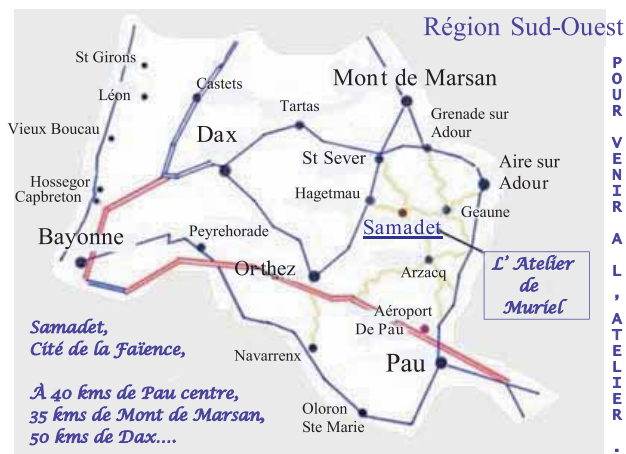 Région Sud-Ouest
St Girons
Mont de Marsan
Castets
Léon
Tartas
Grenade sur
Adour
Vieux Boucau
Dax
St Sever
Aire sur
Adour
Hossegor
Capbreton
Hagetmau
Geaune
Samadet
Bayonne
Peyrehorade
Orthez
Arzacq
L' Atelier
de
Muriel
Aéroport
De Pau
Samadet,
Cité de la Faïence,
Navarrenx
Pau
À 40 kms de Pau centre,
35 kms de Mont de Marsan,
50 kms de Dax....
Oloron
Ste Marie
POUR VENIR A L'ATELIER.